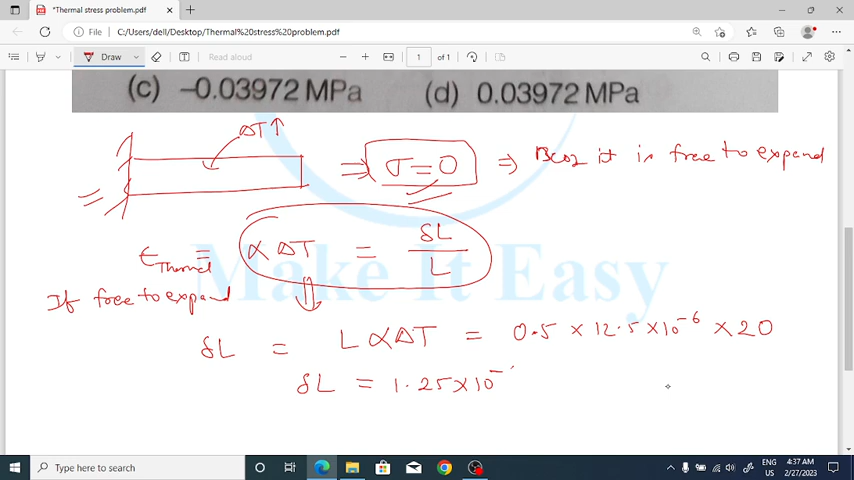 *Thermal stress problem.pdf
File
C:/Users/dell/Desktop/Thermal%20stress%20problem.pdf
Draw
Read aloud
1 of 1
(c) −0.03972 MPa (d) 0.03972 MPa
ΔT↑
⇒ σ=0 ⇒ Bcoz it is free to expand
∈Thermal = αΔT = δL/L
Make It Easy
If free to expand
δL = LαΔT = 0.5 × 12.5×10⁻⁶ × 20
δL = 1.25×10⁻
Type here to search
ENG
US
4:37 AM
2/27/2023